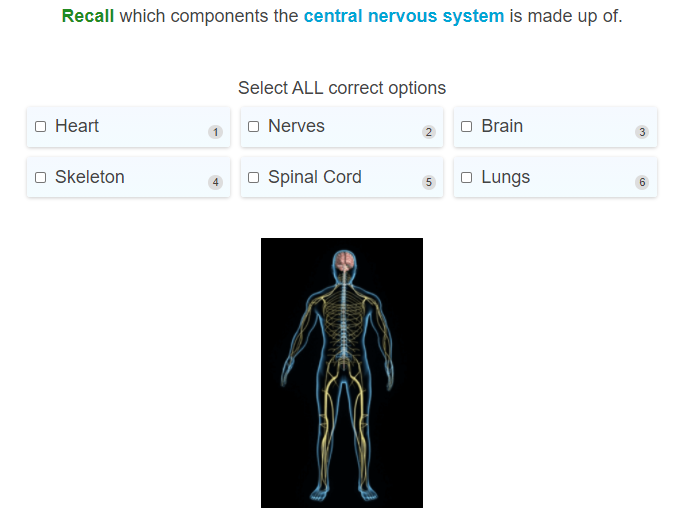 Recall which components the central nervous system is made up of.
Select ALL correct options
Heart 1 Nerves 2 Brain 3
Skeleton 4 Spinal Cord 5 Lungs 6